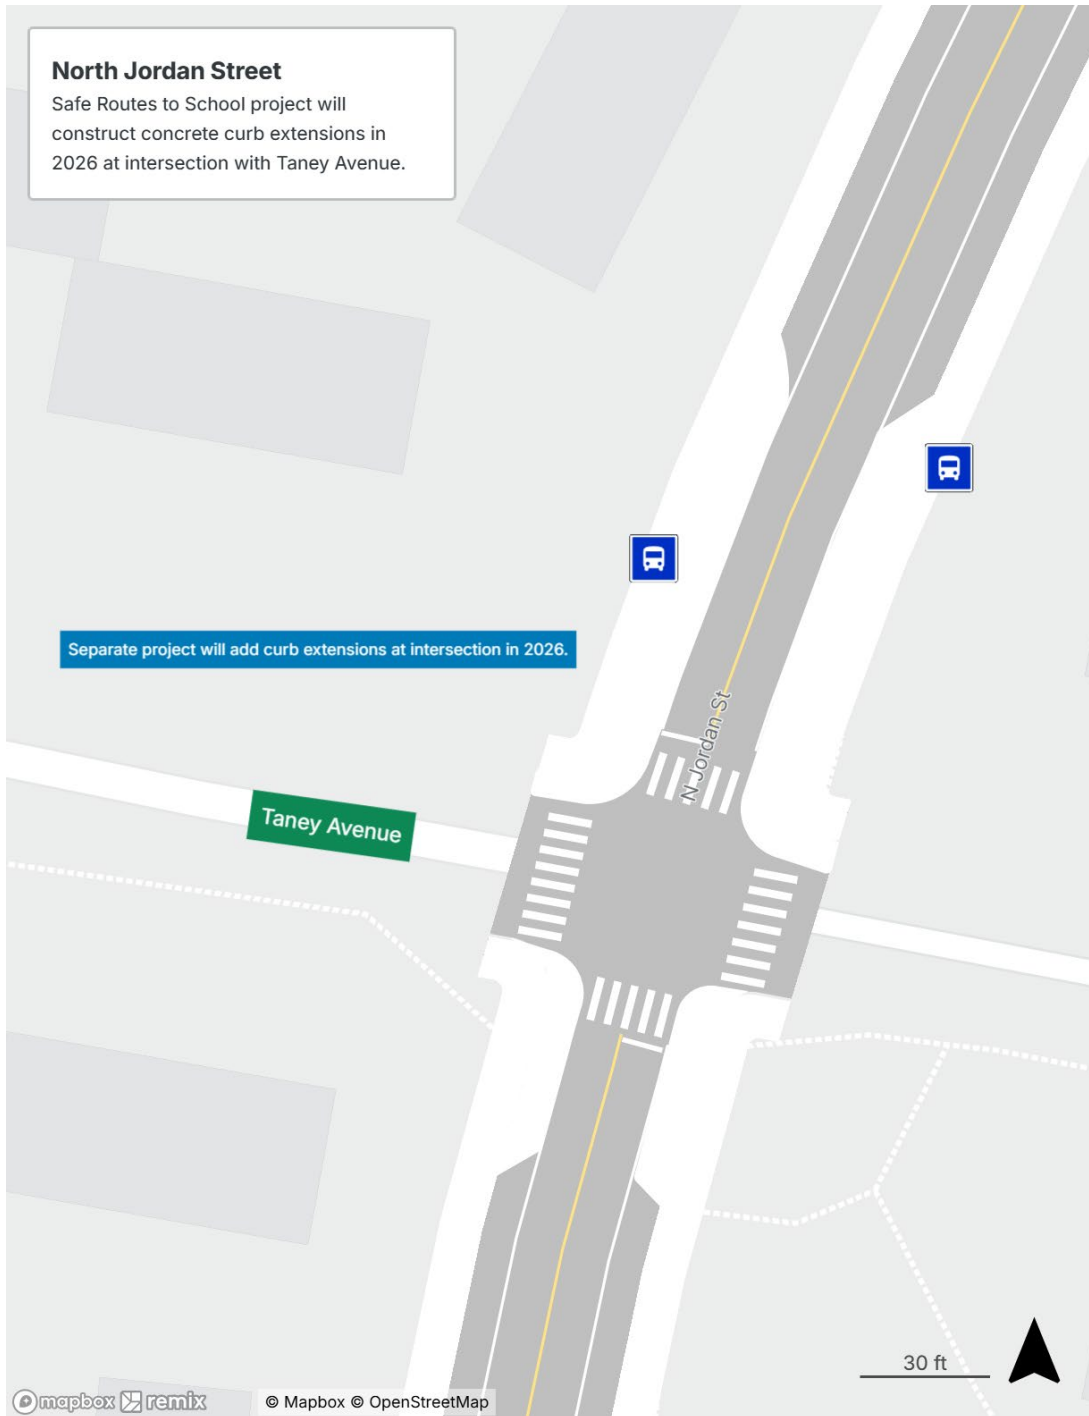 North Jordan Street
Safe Routes to School project will
construct concrete curb extensions in
2026 at intersection with Taney Avenue.
Separate project will add curb extensions at intersection in 2026.
N Jordan St
Taney Avenue
30 ft
mapbox remix
© Mapbox © OpenStreetMap